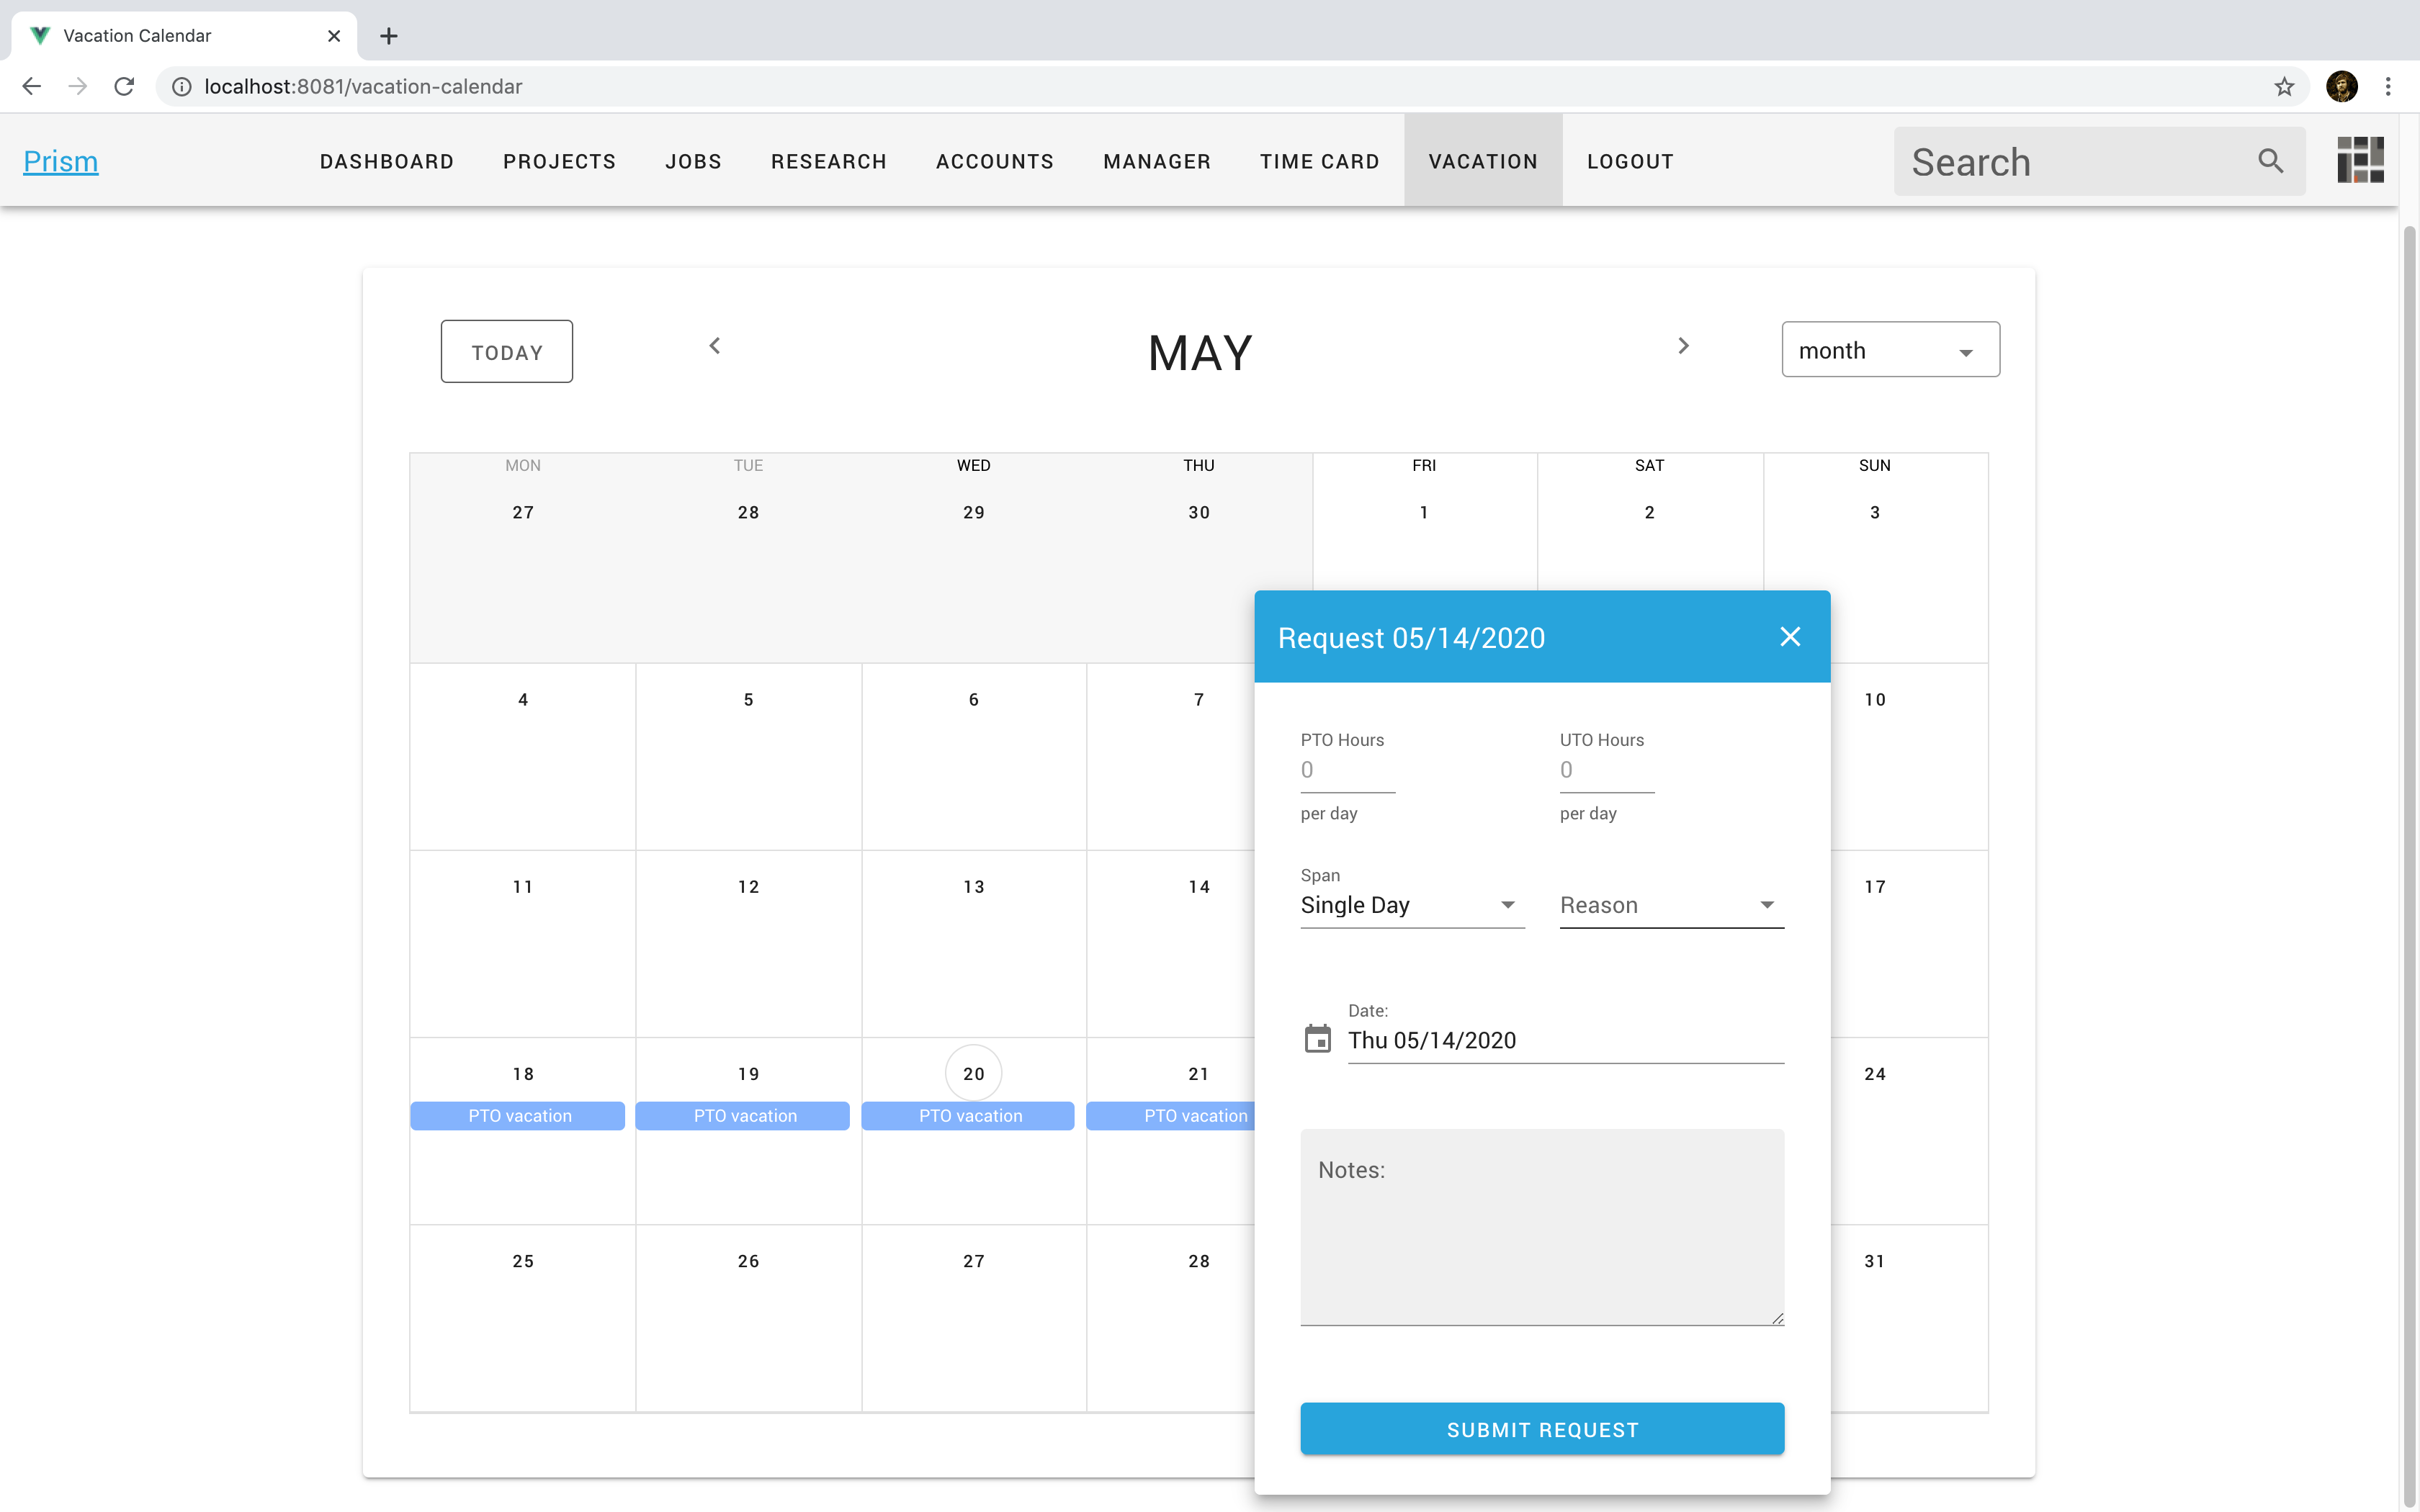 Vacation Calendar
localhost:8081/vacation-calendar
Prism DASHBOARD PROJECTS JOBS RESEARCH ACCOUNTS MANAGER TIME CARD VACATION LOGOUT Search
TODAY MAY month
MON TUE WED THU FRI SAT SUN
27 28 29 30 1 2 3
4 5 6 7 10
11 12 13 14 17
18 19 20 21 24
PTO vacation PTO vacation PTO vacation PTO vacation
25 26 27 28 31
Request 05/14/2020
PTO Hours UTO Hours
0 0
per day per day
Span
Single Day Reason
Date:
Thu 05/14/2020
Notes:
SUBMIT REQUEST